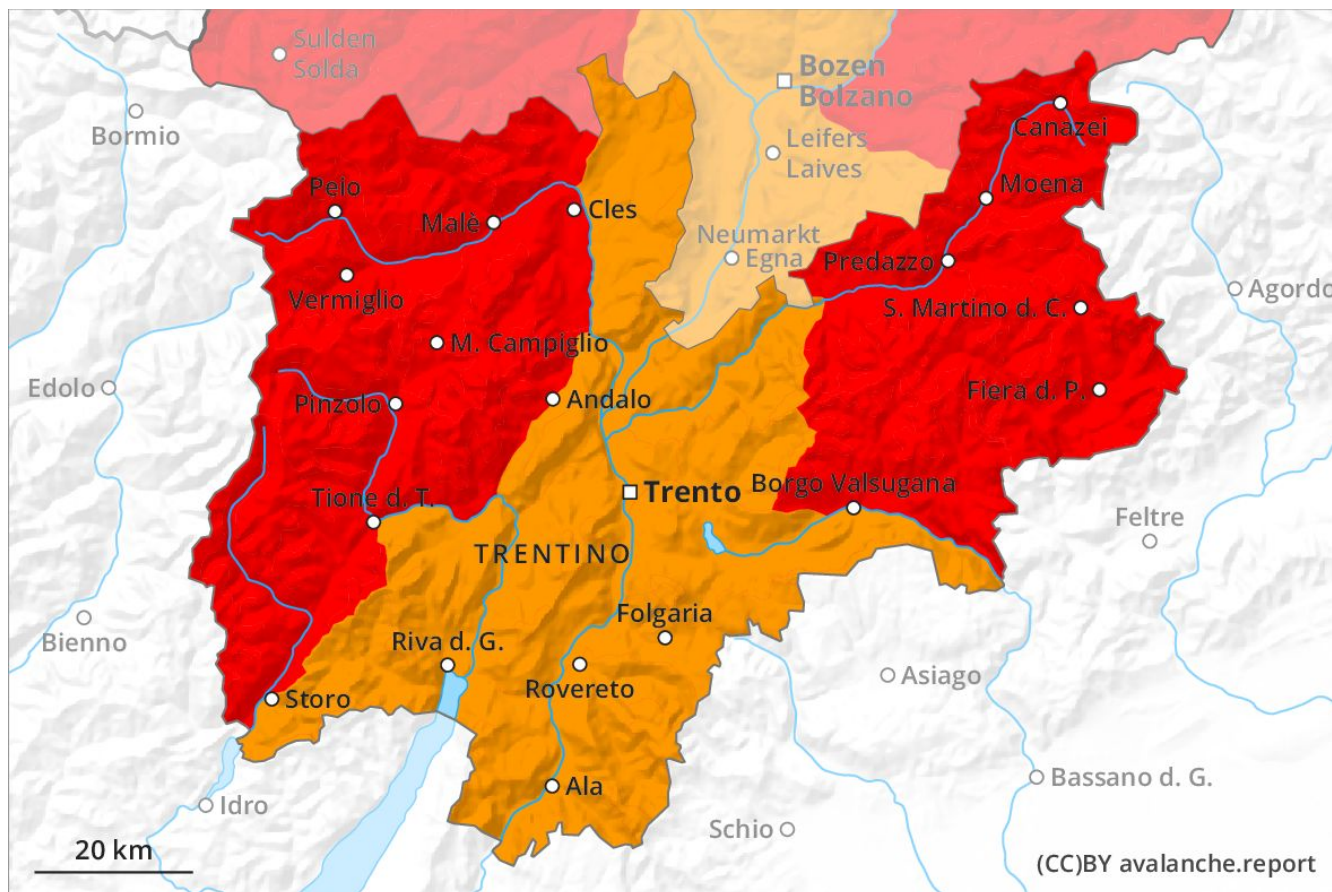 Sulden
Solda
Bozen
Bolzano
Bormio
Canazei
Leifers
Laives
Peio
Moena
Malè
Cles
Neumarkt
Egna
Predazzo
Vermiglio
Agordo
S. Martino d. C.
M. Campiglio
Edolo
Pinzolo
Andalo
Fiera d. P.
Tione d. T.
Trento
Borgo Valsugana
Feltre
TRENTINO
Bienno
Folgaria
Riva d. G.
Asiago
Storo
Rovereto
Bassano d. G.
Ala
Idro
Schio
20 km
(CC)BY avalanche.report